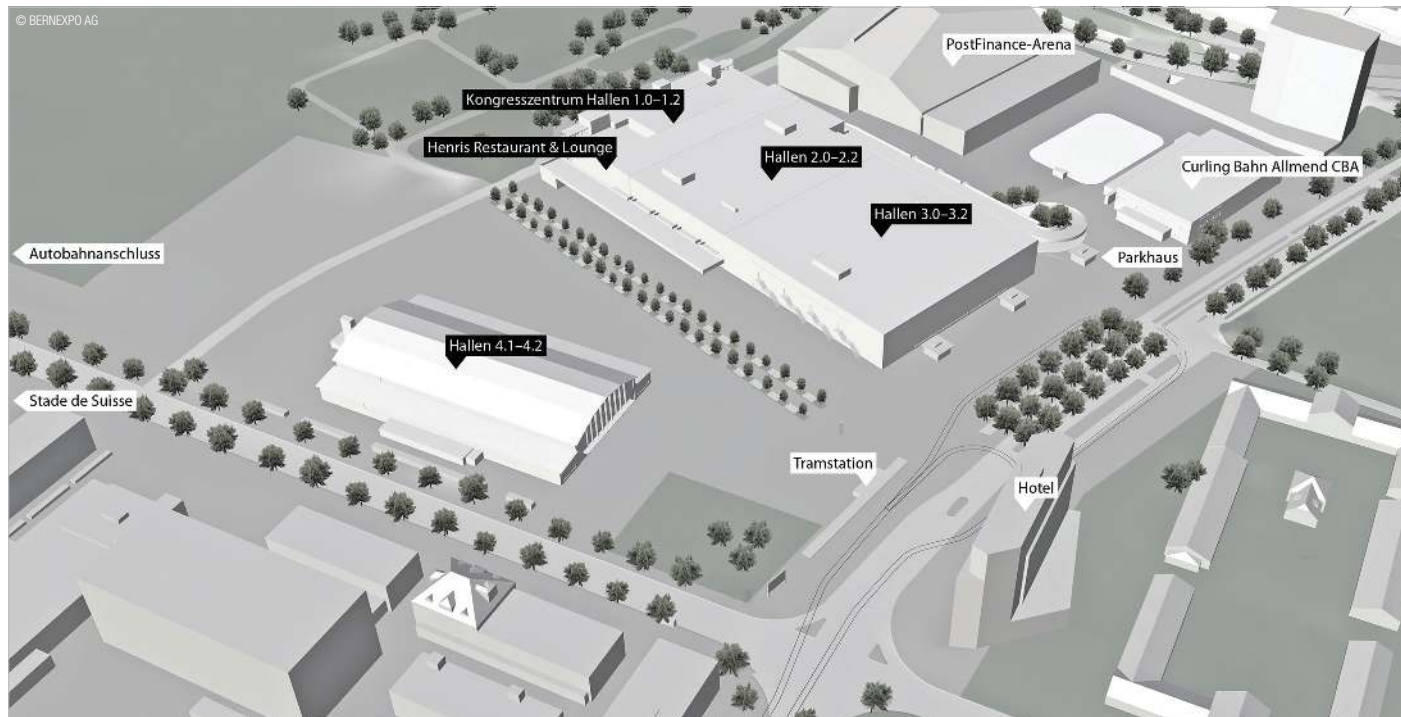 © BERNEXPO AG
PostFinance-Arena
Kongresszentrum Hallen 1.0–1.2
Henris Restaurant & Lounge
Hallen 2.0–2.2
Curling Bahn Allmend CBA
Hallen 3.0–3.2
Autobahnanschluss
Parkhaus
Hallen 4.1–4.2
Stade de Suisse
Tramstation
Hotel